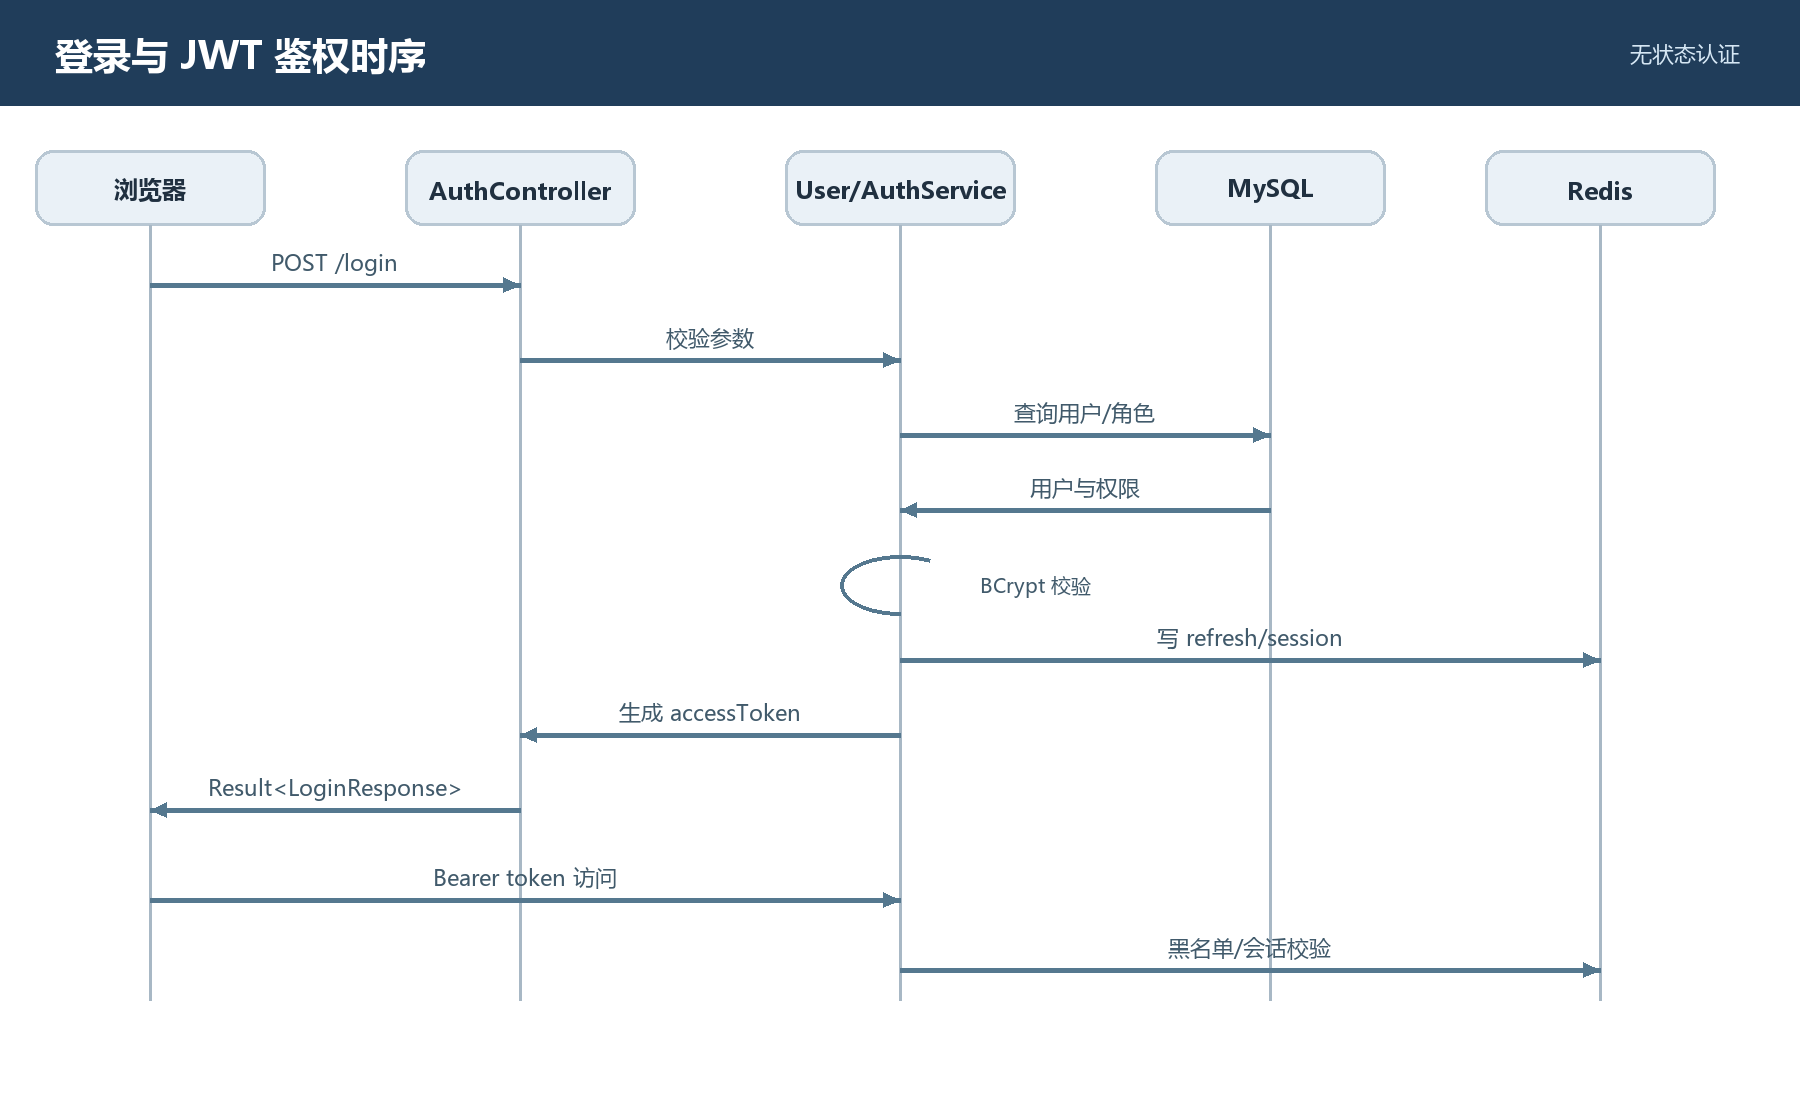 登录与 JWT 鉴权时序
无状态认证
浏览器
AuthController
User/AuthService
MySQL
Redis
POST /login
校验参数
查询用户/角色
用户与权限
BCrypt 校验
写 refresh/session
生成 accessToken
Result<LoginResponse>
Bearer token 访问
黑名单/会话校验